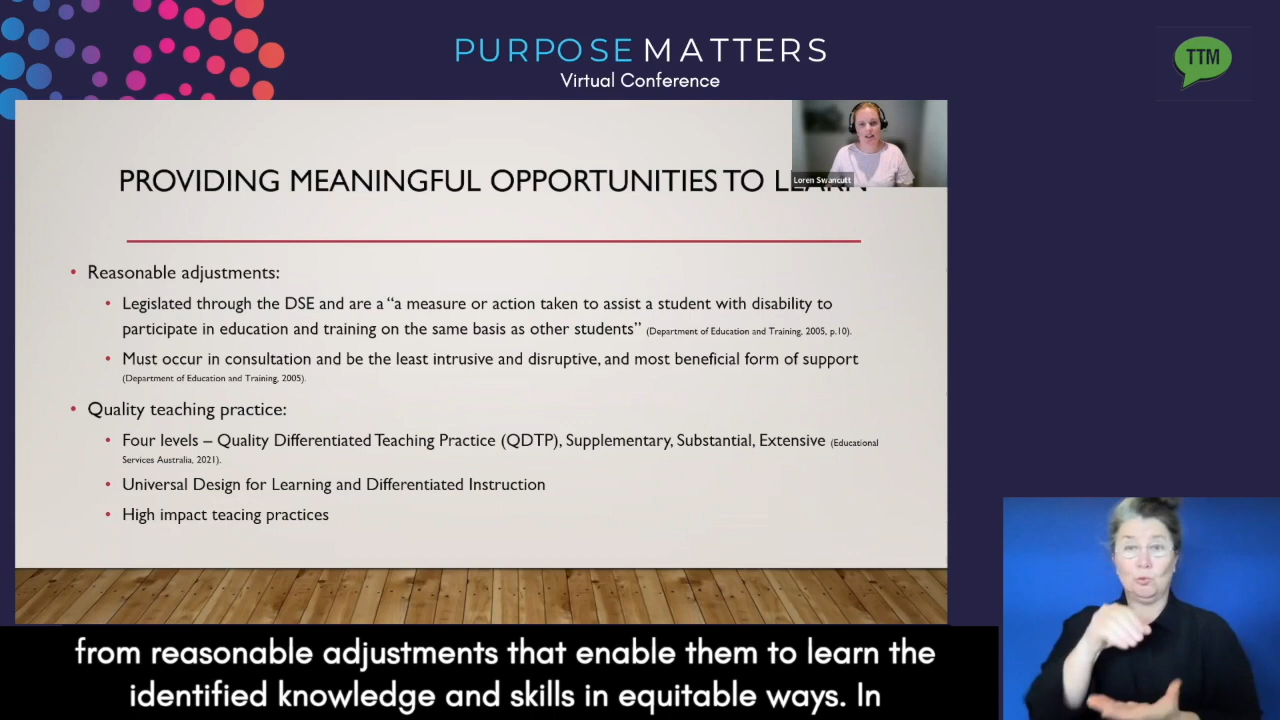 PURPOSE MATTERS
Virtual Conference
TTM
PROVIDING MEANINGFUL OPPORTUNITIES TO LEARN
Loren Swancutt
• Reasonable adjustments:
• Legislated through the DSE and are a “a measure or action taken to assist a student with disability to
participate in education and training on the same basis as other students” (Department of Education and Training, 2005, p.10).
• Must occur in consultation and be the least intrusive and disruptive, and most beneficial form of support
(Department of Education and Training, 2005).
• Quality teaching practice:
• Four levels – Quality Differentiated Teaching Practice (QDTP), Supplementary, Substantial, Extensive (Educational
Services Australia, 2021).
• Universal Design for Learning and Differentiated Instruction
• High impact teacing practices
from reasonable adjustments that enable them to learn the
identified knowledge and skills in equitable ways. In